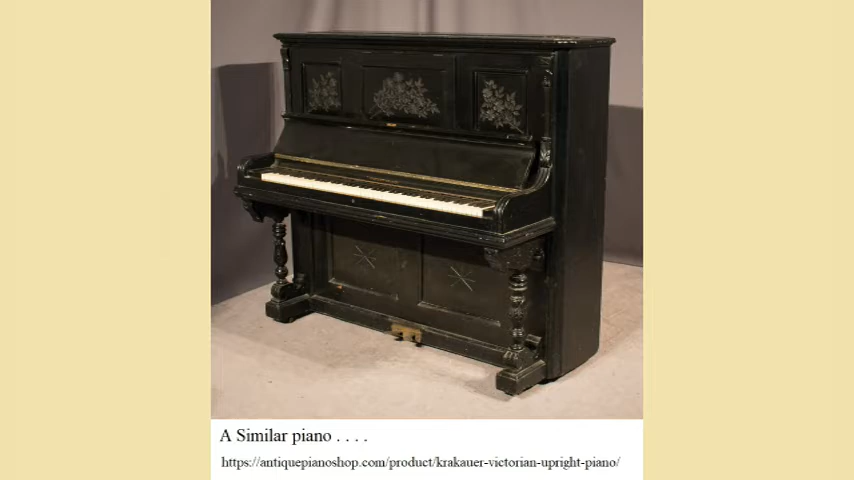 A Similar piano . . . .
https://antiquepianoshop.com/product/krakauer-victorian-upright-piano/